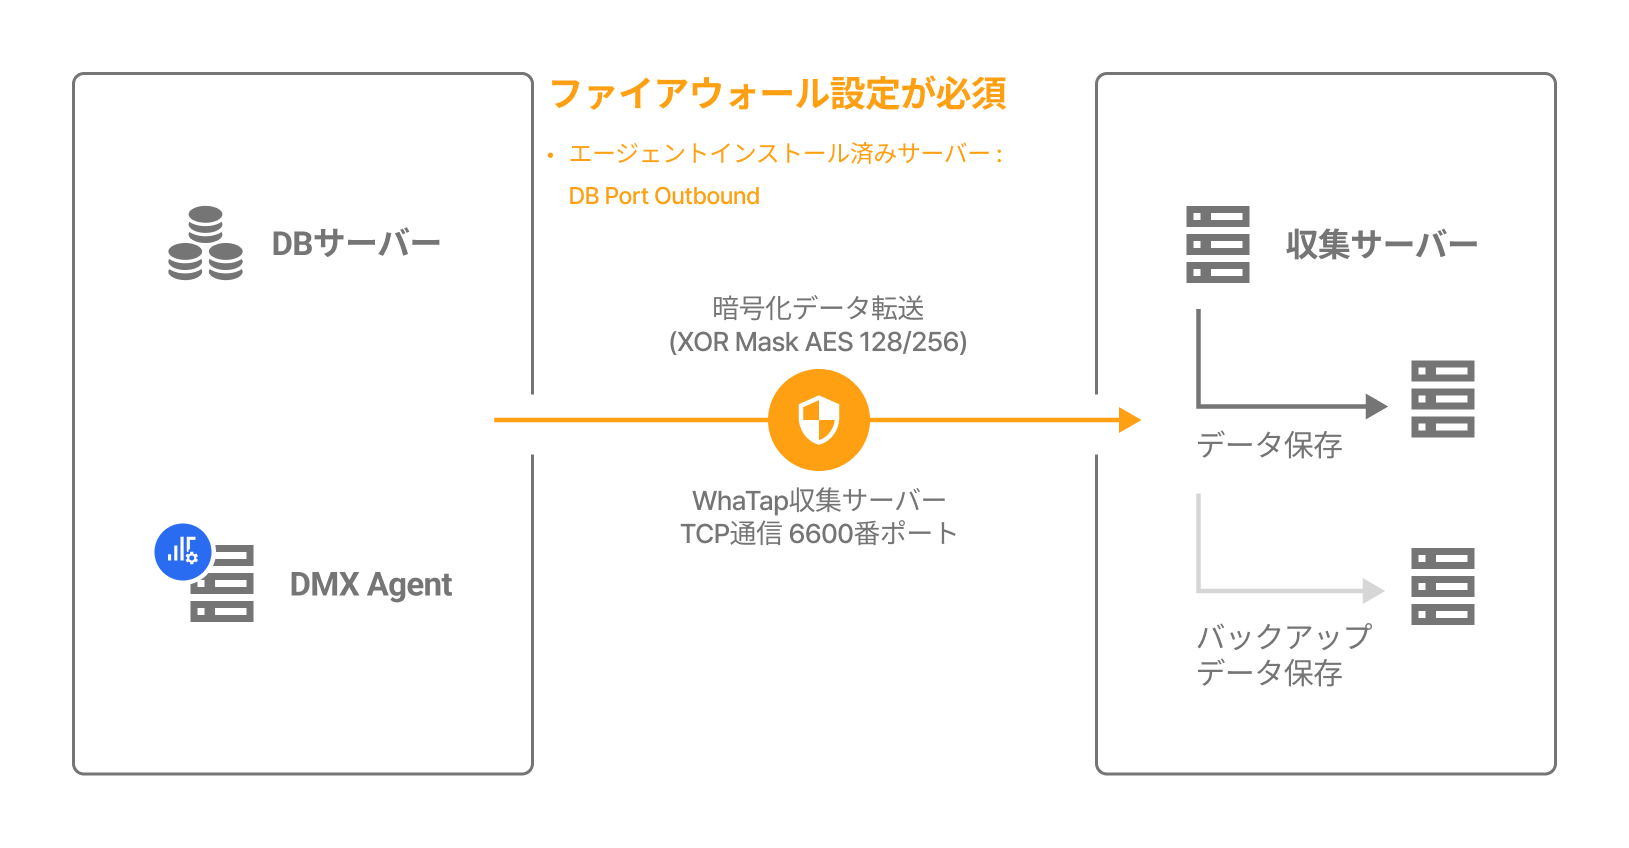 ファイアウォール設定が必須
• エージェントインストール済みサーバー :
DB Port Outbound
DBサーバー
DMX Agent
暗号化データ転送
(XOR Mask AES 128/256)
WhaTap収集サーバー
TCP通信 6600番ポート
収集サーバー
データ保存
バックアップ
データ保存